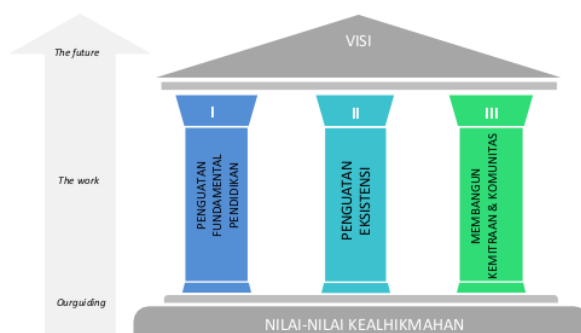 VISI
The future
I
II
III
The work
PENGUATAN
FUNDAMENTAL
PENDIDIKAN
PENGUATAN
EKSISTENSI
MEMBANGUN
KEMITRAAN & KOMUNITAS
Ourguiding
NILAI-NILAI KEALHIKMAHAN